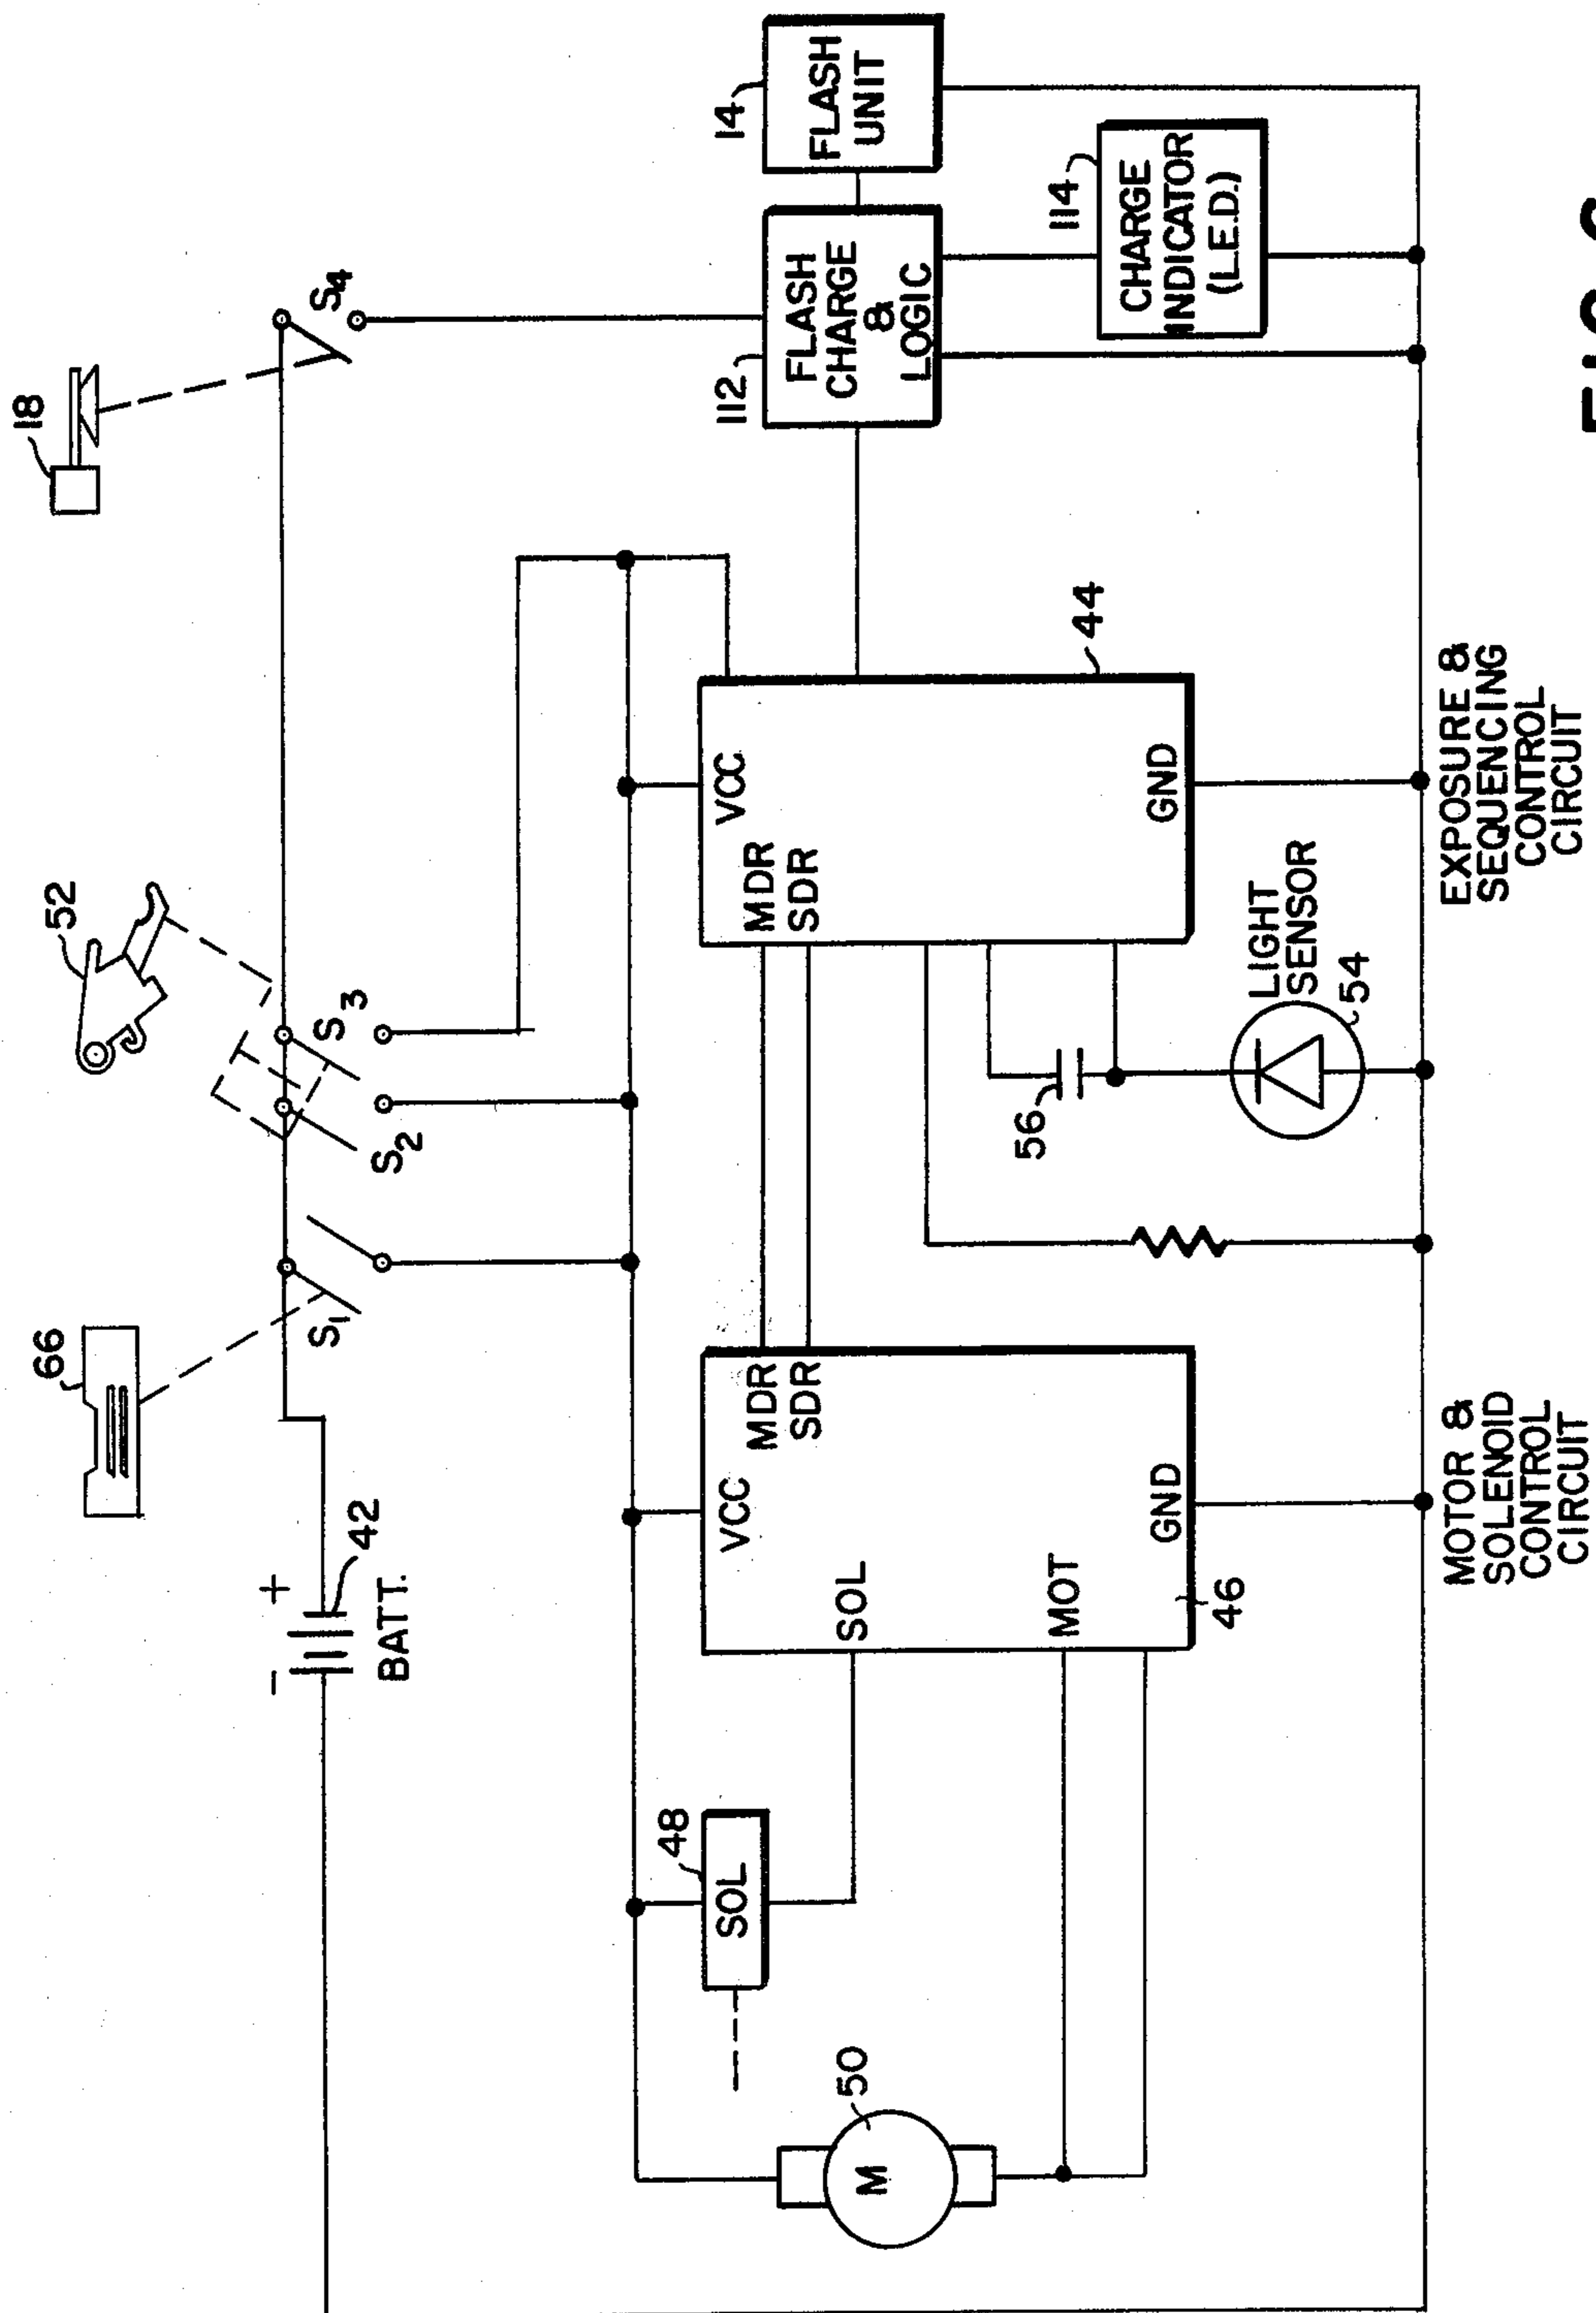 66
52
18
S1
S2
S3
S4
− +
42
BATT.
48
SOL
50
M
VCC
MDR
SDR
SOL
MOT
GND
46
MOTOR &
SOLENOID
CONTROL
CIRCUIT
VCC
MDR
SDR
GND
44
56
LIGHT
SENSOR
54
EXPOSURE &
SEQUENCING
CONTROL
CIRCUIT
112
FLASH
CHARGE
&
LOGIC
14
FLASH
UNIT
114
CHARGE
INDICATOR
(L.E.D.)